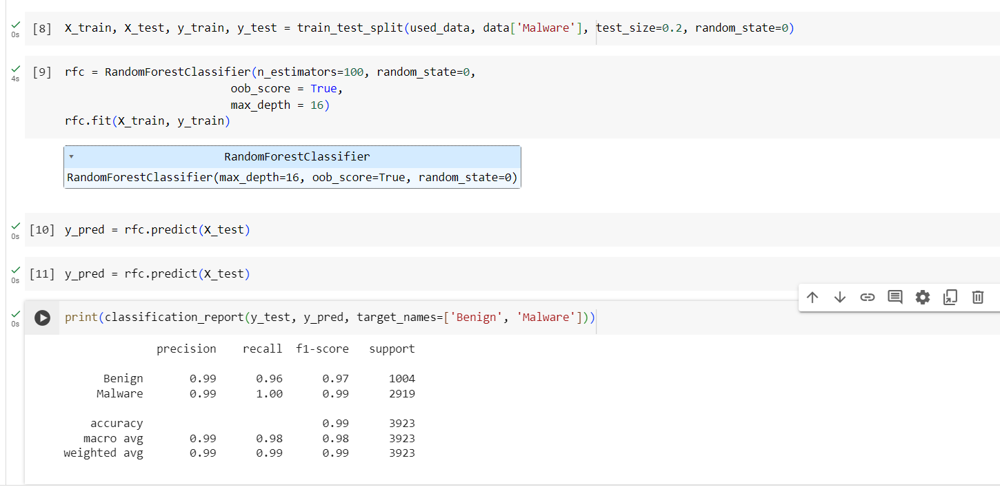 0s
[8] X_train, X_test, y_train, y_test = train_test_split(used_data, data['Malware'], test_size=0.2, random_state=0)
4s
[9] rfc = RandomForestClassifier(n_estimators=100, random_state=0,
oob_score = True,
max_depth = 16)
rfc.fit(X_train, y_train)
RandomForestClassifier
RandomForestClassifier(max_depth=16, oob_score=True, random_state=0)
0s
[10] y_pred = rfc.predict(X_test)
0s
[11] y_pred = rfc.predict(X_test)
0s
print(classification_report(y_test, y_pred, target_names=['Benign', 'Malware']))
precision recall f1-score support
Benign 0.99 0.96 0.97 1004
Malware 0.99 1.00 0.99 2919
accuracy 0.99 3923
macro avg 0.99 0.98 0.98 3923
weighted avg 0.99 0.99 0.99 3923